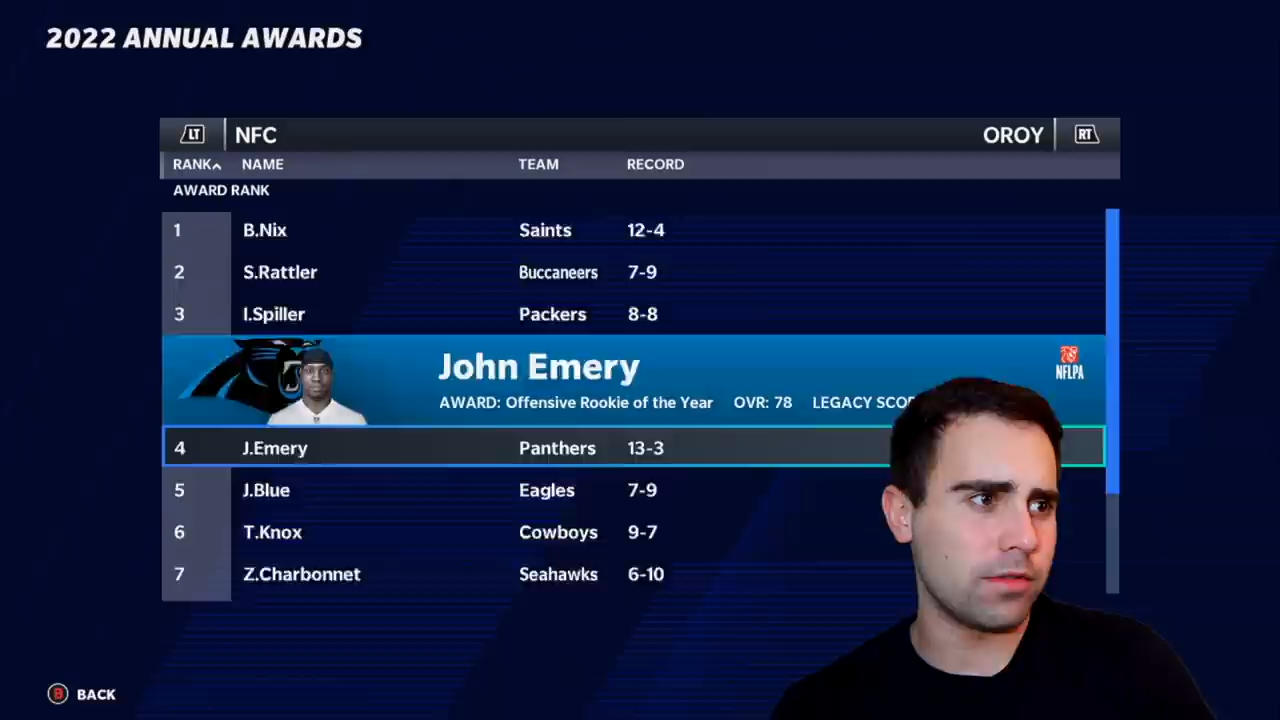 2022 ANNUAL AWARDS
LT NFC OROY RT
RANK NAME TEAM RECORD
AWARD RANK
1 B.Nix Saints 12-4
2 S.Rattler Buccaneers 7-9
3 I.Spiller Packers 8-8
John Emery
NFLPA
AWARD: Offensive Rookie of the Year OVR: 78 LEGACY
4 J.Emery Panthers 13-3
5 J.Blue Eagles 7-9
6 T.Knox Cowboys 9-7
7 Z.Charbonnet Seahawks 6-10
B BACK